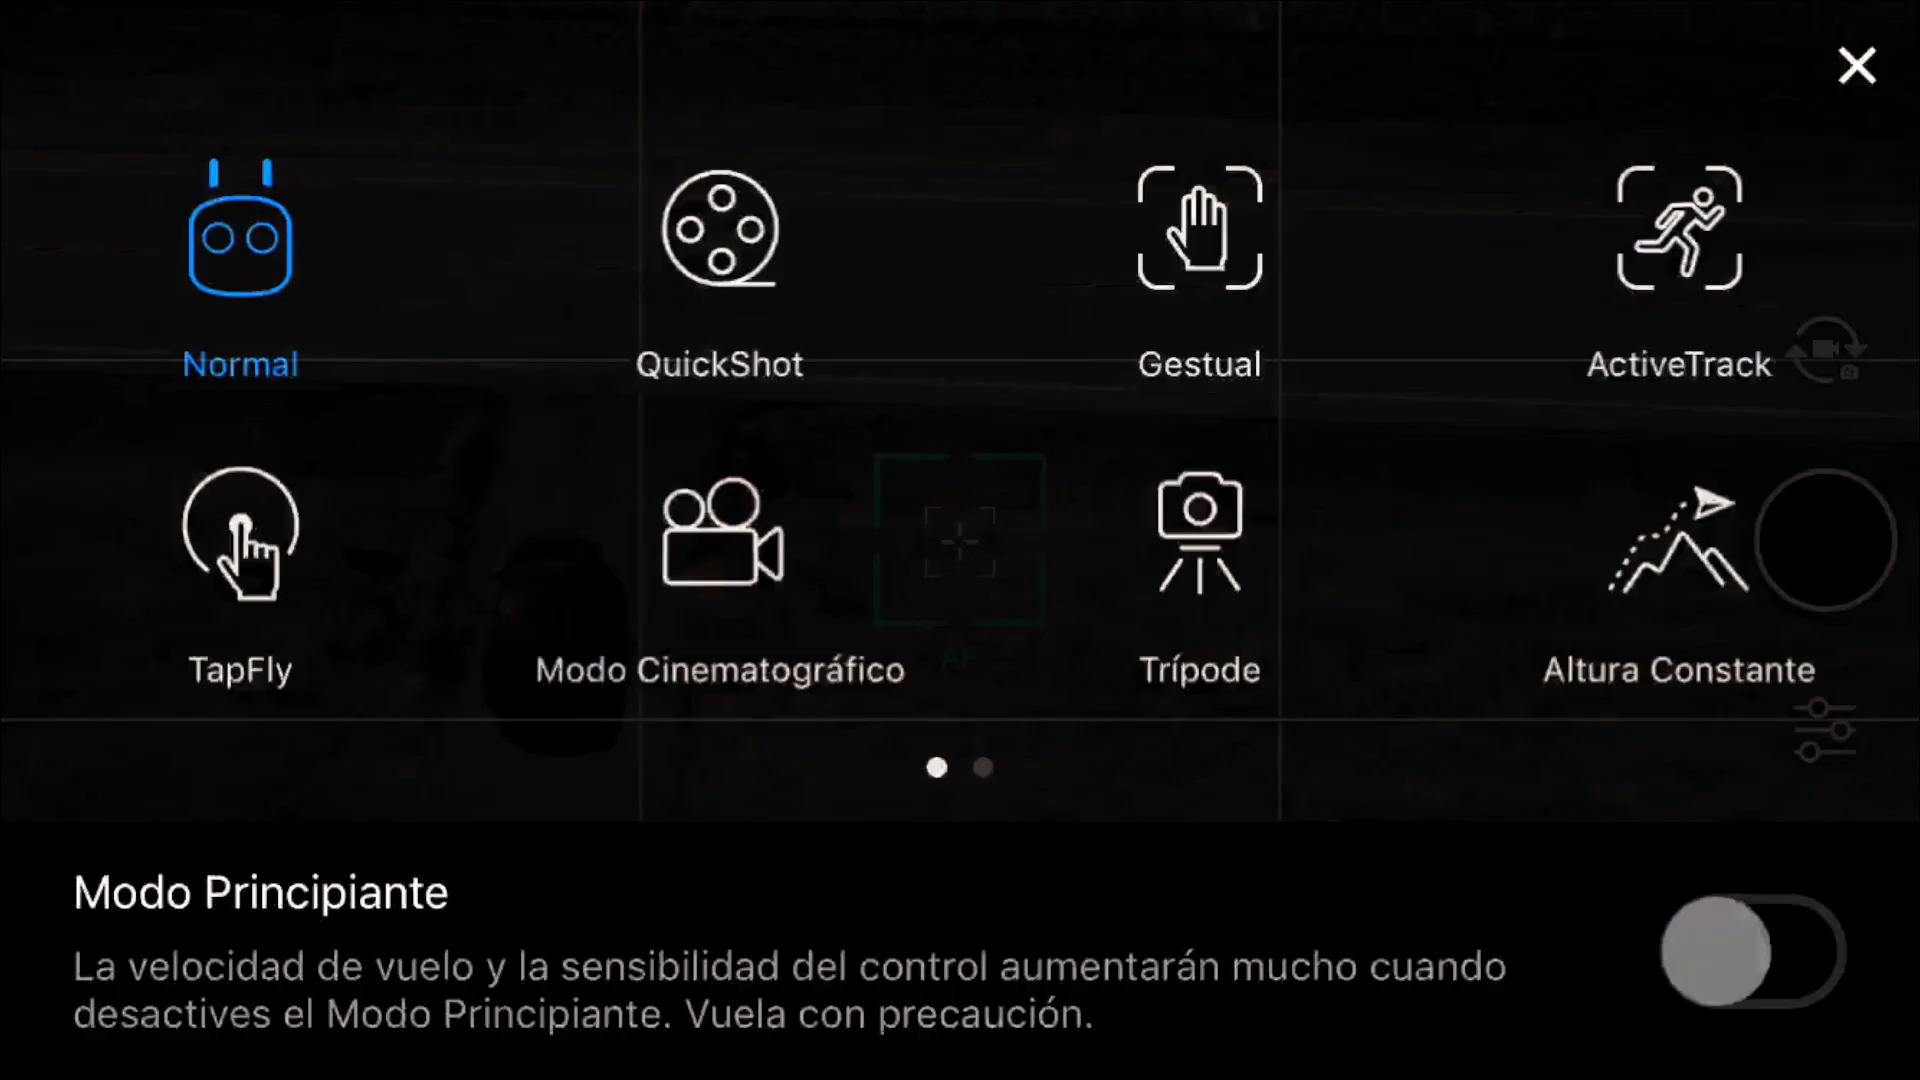 Normal
QuickShot
Gestual
ActiveTrack
TapFly
Modo Cinematográfico
AF
Trípode
Altura Constante
Modo Principiante
La velocidad de vuelo y la sensibilidad del control aumentarán mucho cuando
desactives el Modo Principiante. Vuela con precaución.